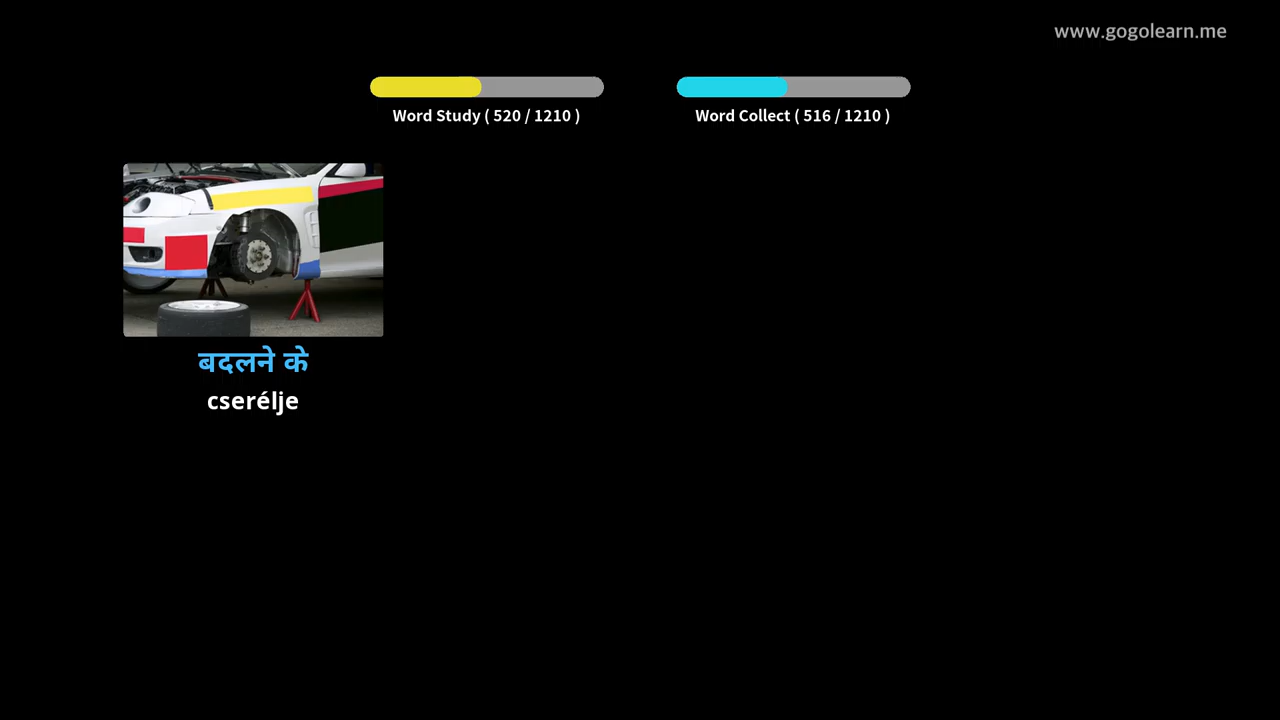 www.gogolearn.me
Word Study ( 520 / 1210 )
Word Collect ( 516 / 1210 )
बदलने के
cserélje